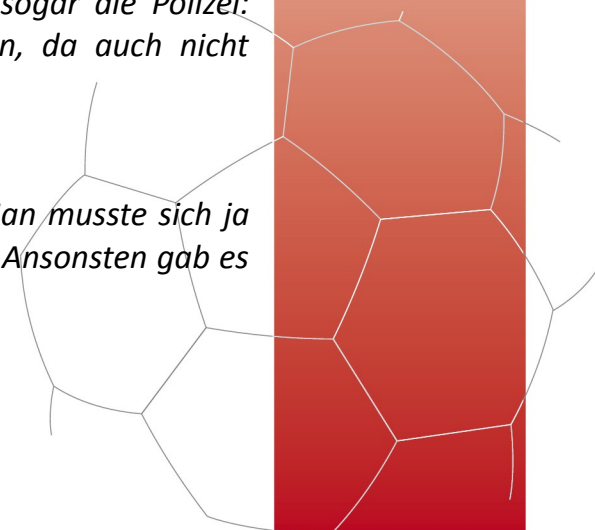 sogar die Polizei:
n, da auch nicht
an musste sich ja
Ansonsten gab es